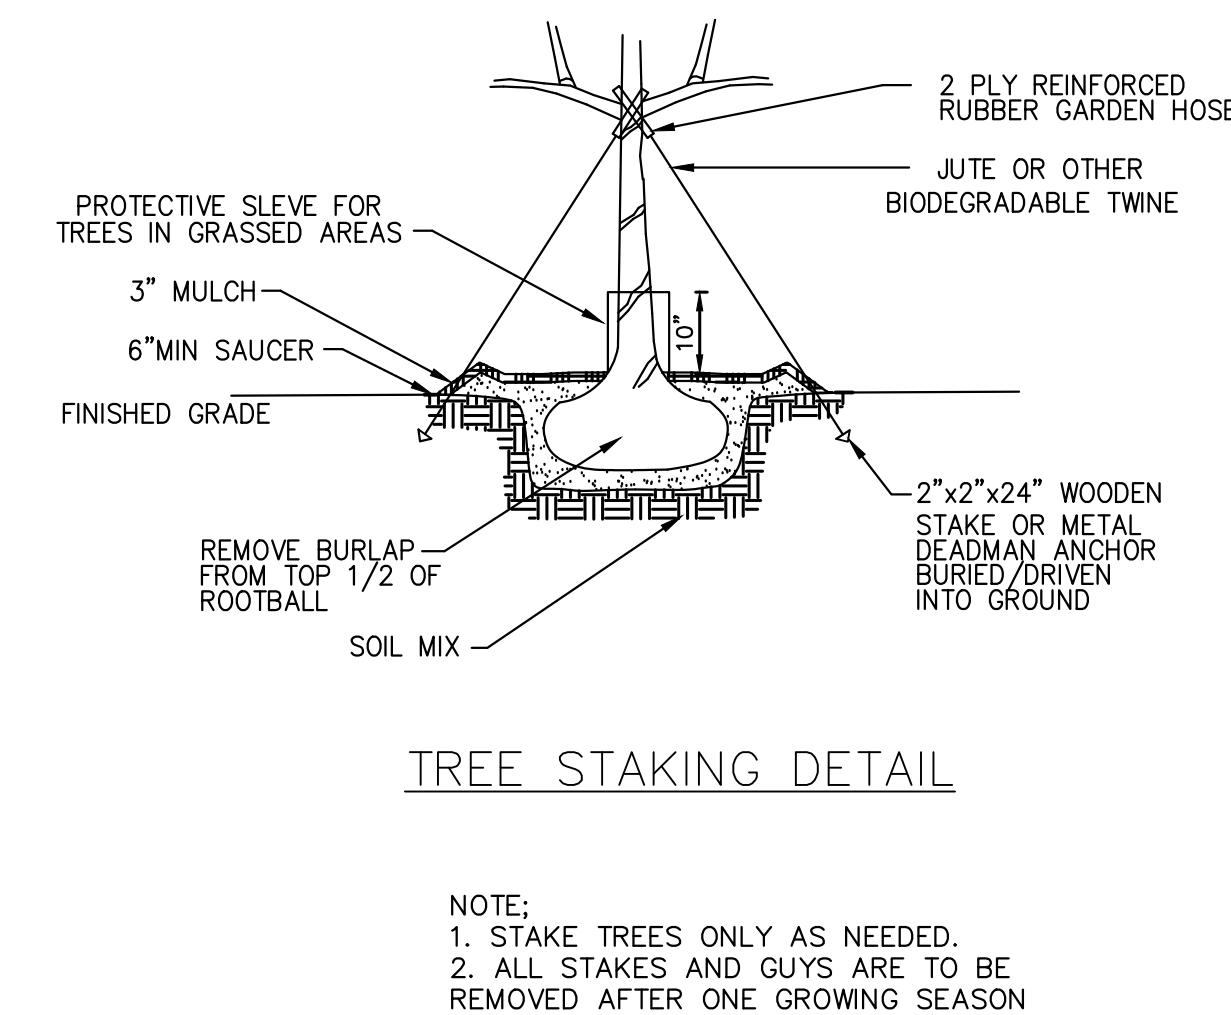 2 PLY REINFORCED
RUBBER GARDEN HOSE
JUTE OR OTHER
BIODEGRADABLE TWINE
PROTECTIVE SLEVE FOR
TREES IN GRASSED AREAS
3" MULCH
10"
6"MIN SAUCER
FINISHED GRADE
2"x2"x24" WOODEN
STAKE OR METAL
DEADMAN ANCHOR
BURIED/DRIVEN
INTO GROUND
REMOVE BURLAP
FROM TOP 1/2 OF
ROOTBALL
SOIL MIX
TREE STAKING DETAIL
NOTE;
1. STAKE TREES ONLY AS NEEDED.
2. ALL STAKES AND GUYS ARE TO BE
REMOVED AFTER ONE GROWING SEASON